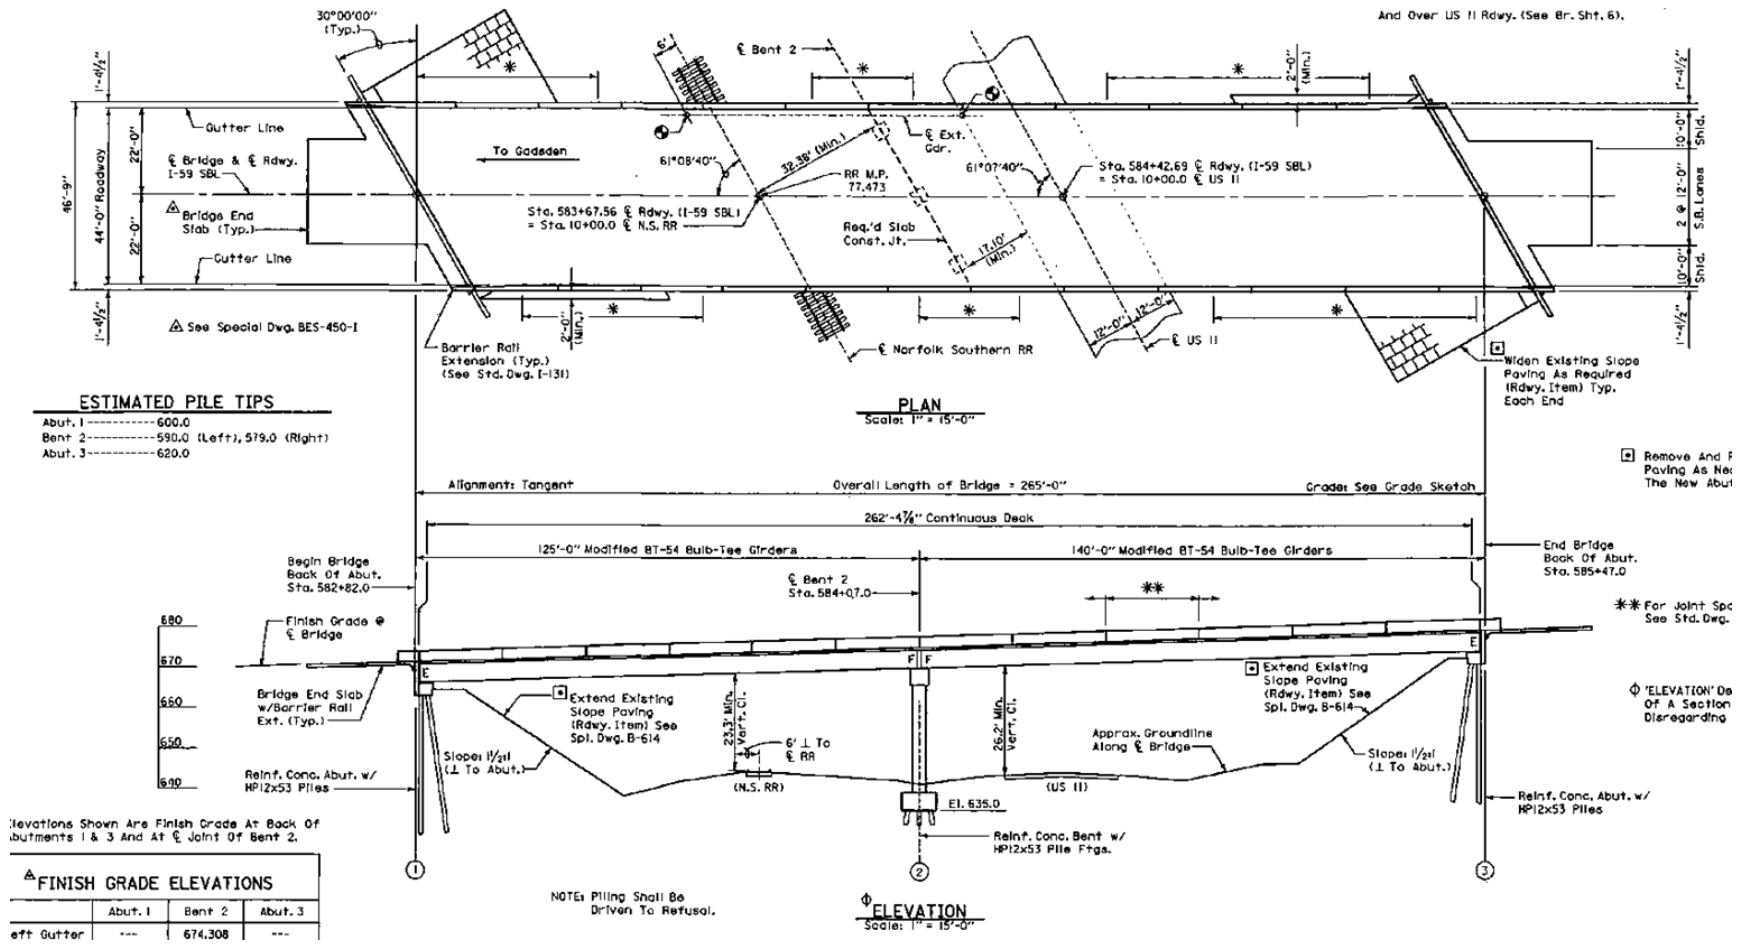 And Over US 11 Rdwy. (See Br. Sht. 6).
30°00'00"
(Typ.)
6'
℄ Bent 2
*
*
*
2'-0"
(Min.)
1'-4½"
1'-4½"
Gutter Line
22'-0"
℄ Bridge & ℄ Rdwy.
I-59 SBL
46'-9"
44'-0" Roadway
Bridge End
Slab (Typ.)
22'-0"
Gutter Line
1'-4½"
See Special Dwg. BES-450-1
To Gadsden
61°08'40"
32.38' (Min.)
RR M.P.
77.473
Sta. 583+67.56 ℄ Rdwy. (I-59 SBL)
= Sta. 10+00.0 ℄ N.S. RR
℄ Ext.
Gdr.
61°07'40"
Sta. 584+42.69 ℄ Rdwy. (I-59 SBL)
= Sta. 10+00.0 ℄ US 11
Req.'d Slab
Const. Jt.
17.10'
(Min.)
10'-0"
Shld.
2 @ 12'-0"
S.B. Lanes
10'-0"
Shld.
1'-4½"
*
2'-0"
(Min.)
*
*
12'-0"
12'-0"
℄ Norfolk Southern RR
℄ US 11
Barrier Rail
Extension (Typ.)
(See Std. Dwg. I-131)
Widen Existing Slope
Paving As Required
(Rdwy. Item) Typ.
Each End
ESTIMATED PILE TIPS
Abut. 1----------600.0
Bent 2----------590.0 (Left), 579.0 (Right)
Abut. 3----------620.0
PLAN
Scale: 1" = 15'-0"
Remove And
Paving As
The New
Alignment: Tangent
Overall Length of Bridge = 265'-0"
Grade: See Grade Sketch
262'-4⅞" Continuous Deck
125'-0" Modified BT-54 Bulb-Tee Girders
140'-0" Modified BT-54 Bulb-Tee Girders
Begin Bridge
Back Of Abut.
Sta. 582+82.0
℄ Bent 2
Sta. 584+07.0
End Bridge
Back Of Abut.
Sta. 585+47.0
**
** For Joint
See Std. Dwg.
680
670
660
650
640
Finish Grade @
℄ Bridge
E
F F
E
Bridge End Slab
w/Barrier Rail
Ext. (Typ.)
Extend Existing
Slope Paving
(Rdwy. Item) See
Spl. Dwg. B-614
23.3' Min.
Vert. Cl.
6' ⊥ To
℄ RR
26.2' Min.
Vert. Cl.
Approx. Groundline
Along ℄ Bridge
Extend Existing
Slope Paving
(Rdwy. Item) See
Spl. Dwg. B-614
'ELEVATION'
Of A Section
Disregarding
Slope: 1½:1
(⊥ To Abut.)
Slope: 1½:1
(⊥ To Abut.)
Reinf. Conc. Abut. w/
HP12x53 Piles
(N.S. RR)
(US 11)
El. 635.0
Reinf. Conc. Abut. w/
HP12x53 Piles
Reinf. Conc. Bent w/
HP12x53 Pile Ftgs.
Elevations Shown Are Finish Grade At Back Of
Abutments 1 & 3 And At ℄ Joint Of Bent 2.
1
2
3
FINISH GRADE ELEVATIONS
Abut. 1 Bent 2 Abut. 3
eft Gutter --- 674.308 ---
NOTE: Piling Shall Be
Driven To Refusal.
ELEVATION
Scale: 1" = 15'-0"